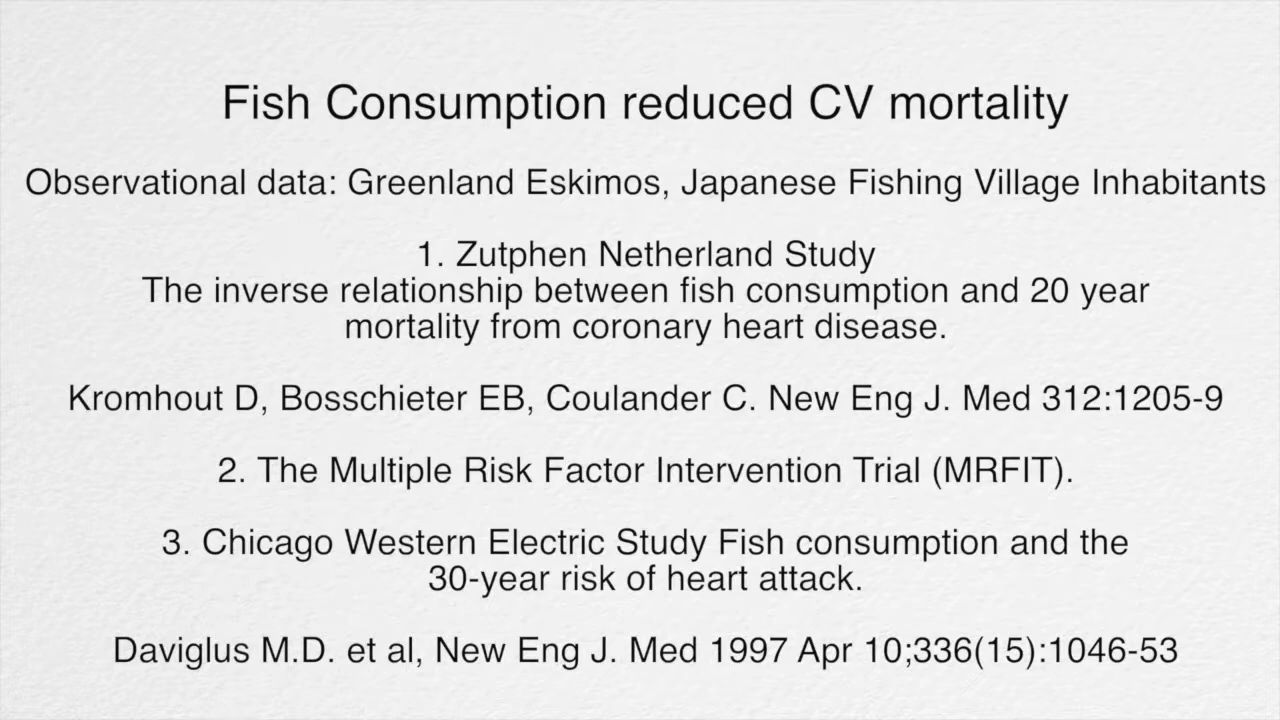 Fish Consumption reduced CV mortality
Observational data: Greenland Eskimos, Japanese Fishing Village Inhabitants
1. Zutphen Netherland Study
The inverse relationship between fish consumption and 20 year
mortality from coronary heart disease.
Kromhout D, Bosschieter EB, Coulander C. New Eng J. Med 312:1205-9
2. The Multiple Risk Factor Intervention Trial (MRFIT).
3. Chicago Western Electric Study Fish consumption and the
30-year risk of heart attack.
Daviglus M.D. et al, New Eng J. Med 1997 Apr 10;336(15):1046-53